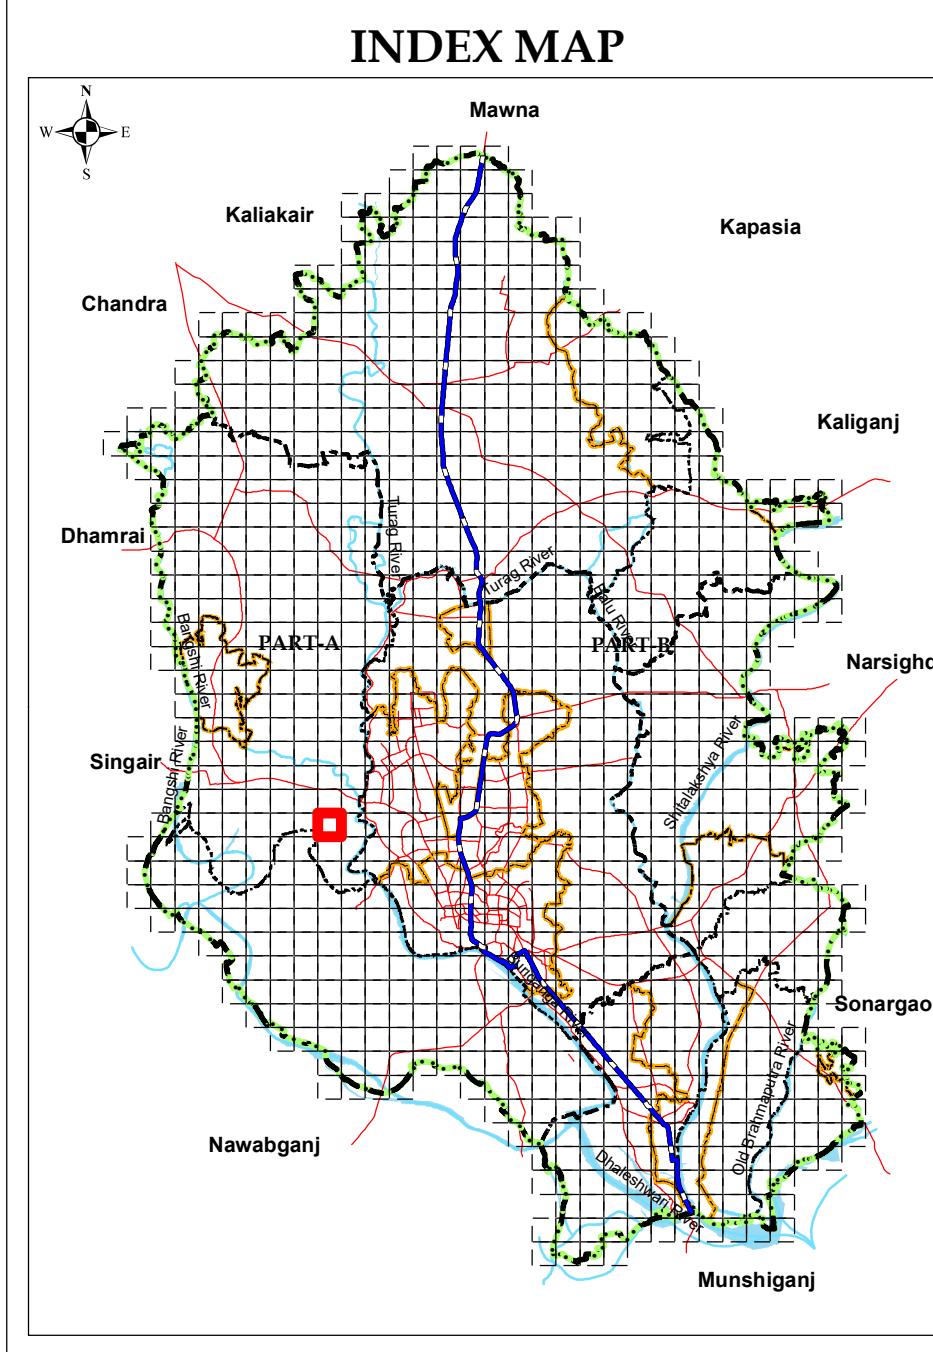 INDEX MAP
N
W
E
S
Mawna
Kaliakair
Kapasia
Chandra
Kaliganj
Dhamrai
Turag River
Turag River
Balu River
Bangshi River
PART-A
PART-B
Narsighd
Singair
Bangshi River
Shitalakshya River
Buriganga River
Sonargao
Old Brahmaputra River
Nawabganj
Dhaleshwari River
Munshiganj